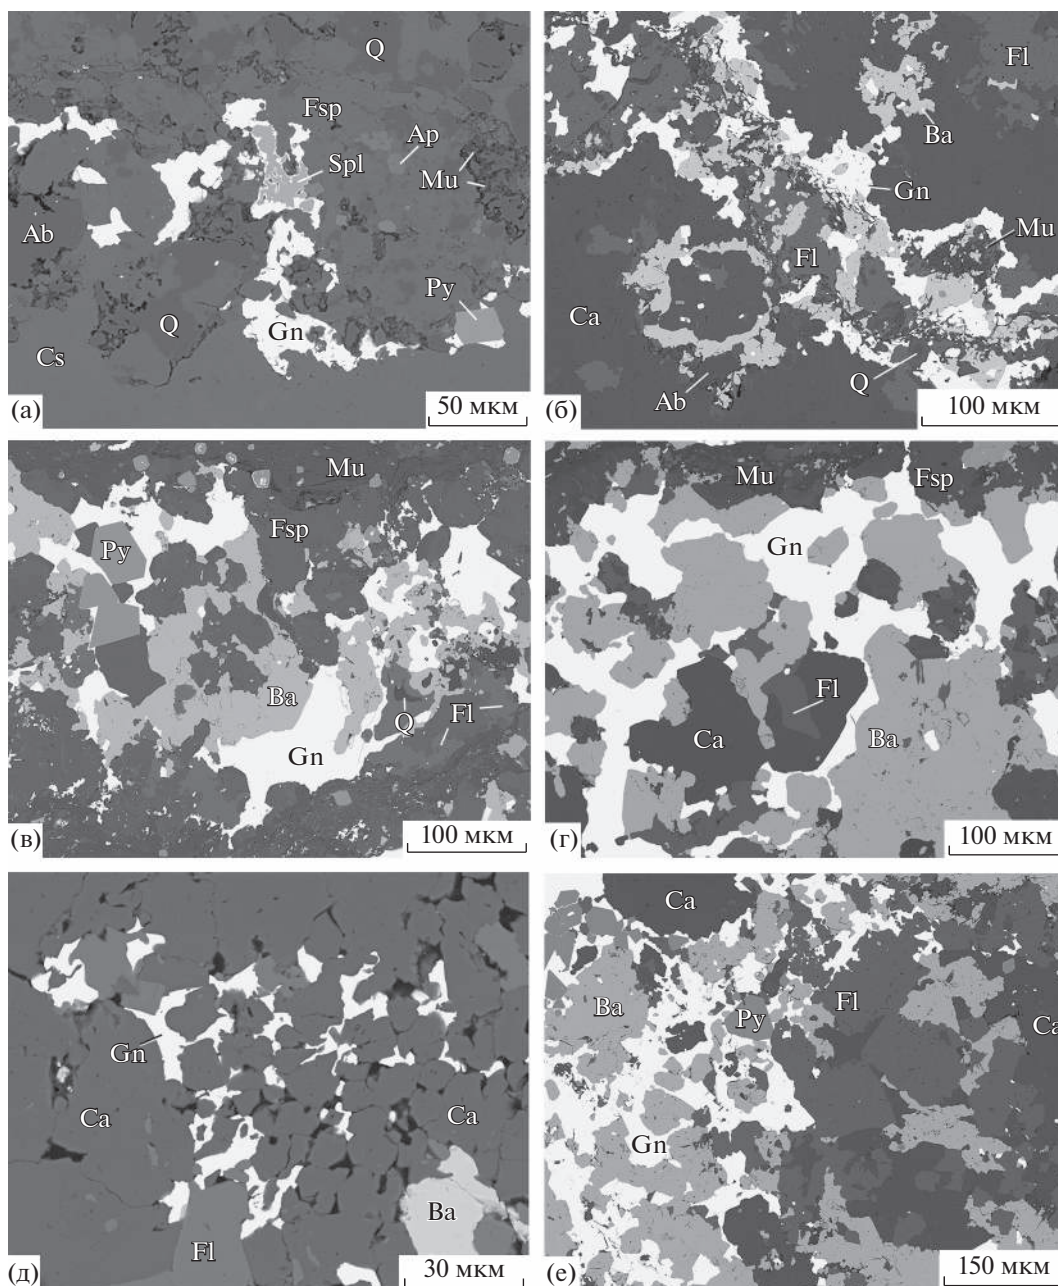 Q
Fsp
Ap
Spl
Mu
Ab
Py
Q
Gn
Cs
(а)
50 мкм
Fl
Ba
Gn
Mu
Fl
Ca
Q
Ab
(б)
100 мкм
Mu
Fsp
Py
Ba
Q
Fl
Gn
(в)
100 мкм
Mu
Fsp
Gn
Fl
Ca
Ba
(г)
100 мкм
Gn
Ca
Ca
Ba
Fl
(д)
30 мкм
Ca
Ba
Py
Fl
Ca
Gn
(е)
150 мкм